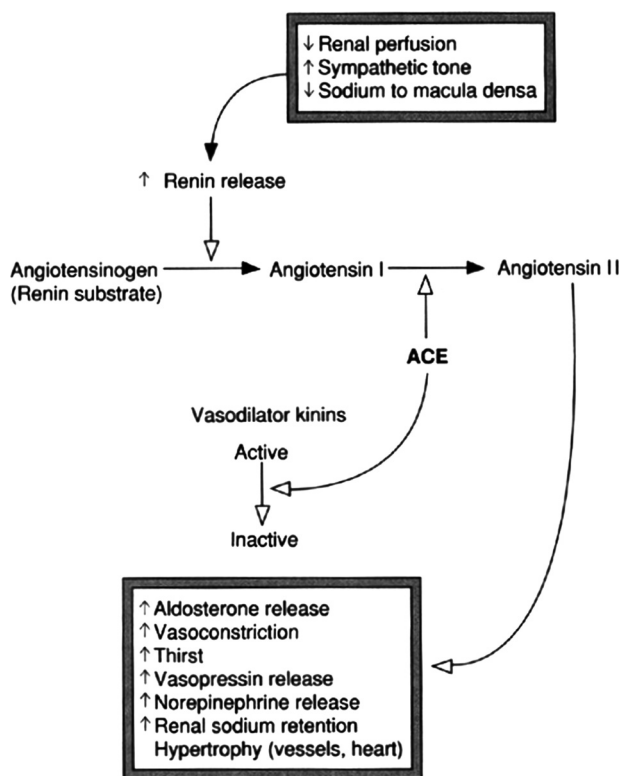 ↓ Renal perfusion
↑ Sympathetic tone
↓ Sodium to macula densa
↑ Renin release
Angiotensinogen
(Renin substrate)
Angiotensin I
Angiotensin II
ACE
Vasodilator kinins
Active
Inactive
↑ Aldosterone release
↑ Vasoconstriction
↑ Thirst
↑ Vasopressin release
↑ Norepinephrine release
↑ Renal sodium retention
Hypertrophy (vessels, heart)